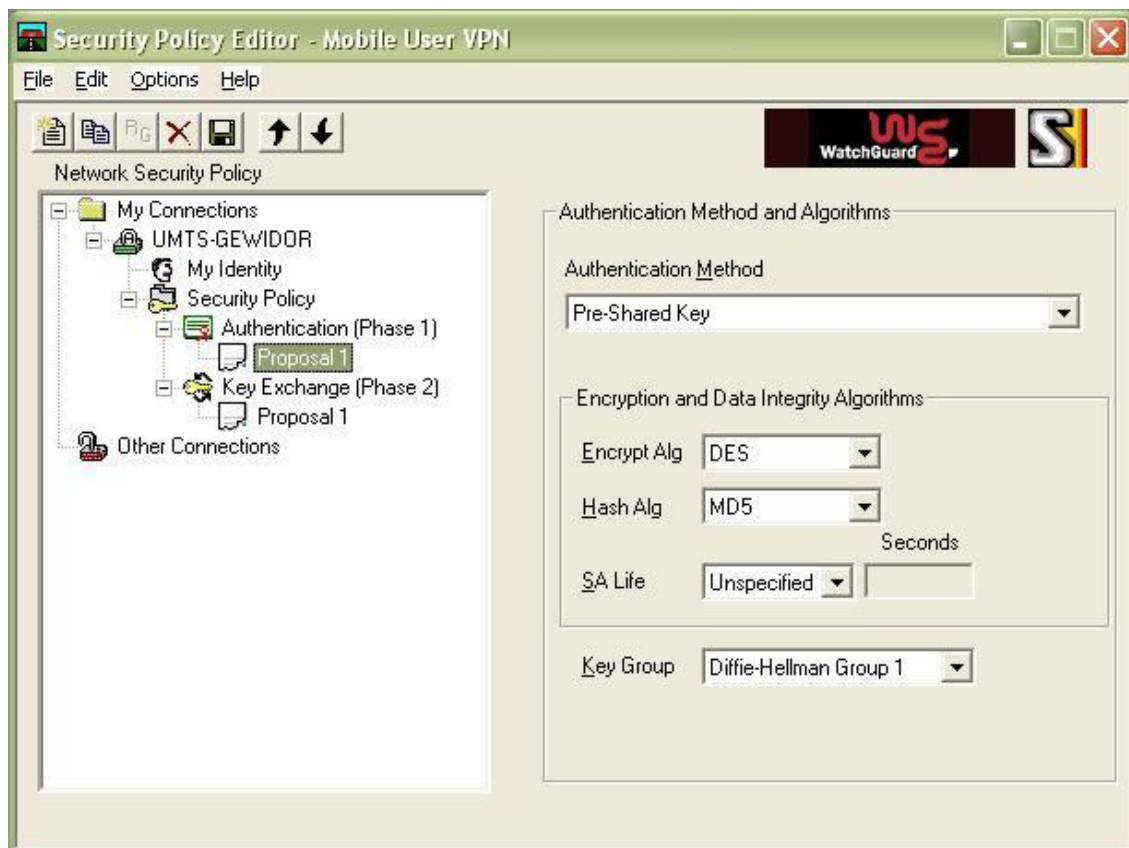 Security Policy Editor - Mobile User VPN
File Edit Options Help
WatchGuard
Network Security Policy
My Connections
UMTS-GEWIDOR
My Identity
Security Policy
Authentication (Phase 1)
Proposal 1
Key Exchange (Phase 2)
Proposal 1
Other Connections
Authentication Method and Algorithms
Authentication Method
Pre-Shared Key
Encryption and Data Integrity Algorithms
Encrypt Alg DES
Hash Alg MD5
Seconds
SA Life Unspecified
Key Group Diffie-Hellman Group 1